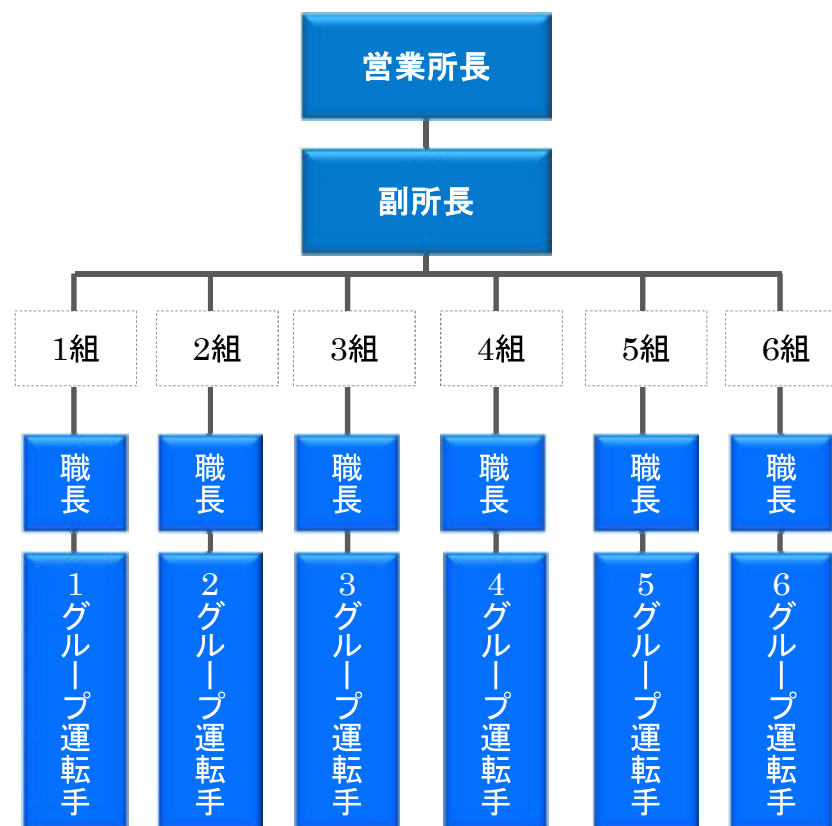 営業所長
副所長
1組
2組
3組
4組
5組
6組
職長
職長
職長
職長
職長
職長
1グループ運転手
2グループ運転手
3グループ運転手
4グループ運転手
5グループ運転手
6グループ運転手